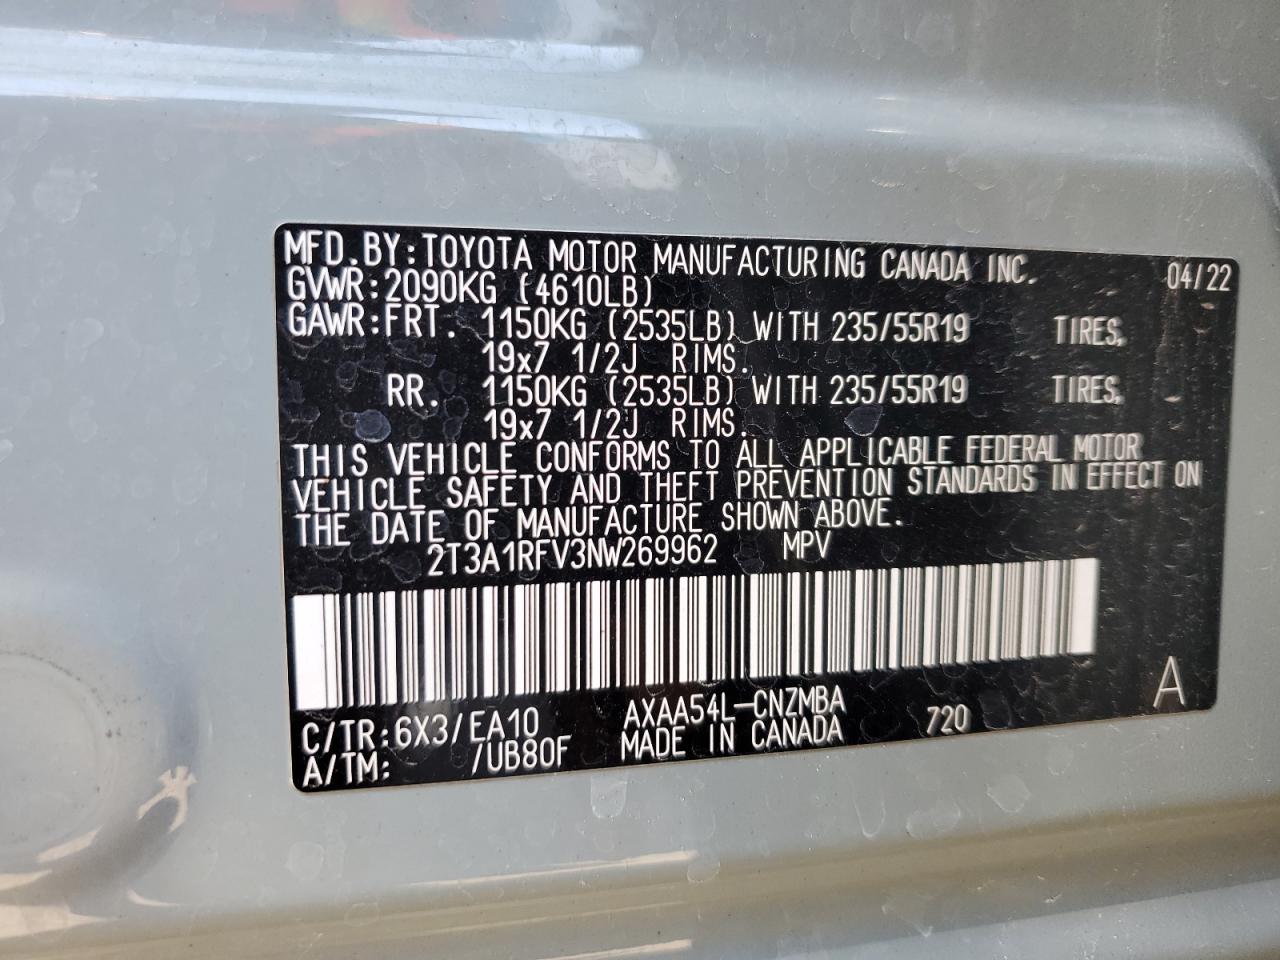 MFD.BY:TOYOTA MOTOR MANUFACTURING CANADA INC. 04/22
GVWR:2090KG (4610LB)
GAWR:FRT. 1150KG (2535LB) WITH 235/55R19 TIRES,
19x7 1/2J RIMS.
RR. 1150KG (2535LB) WITH 235/55R19 TIRES,
19x7 1/2J RIMS.
THIS VEHICLE CONFORMS TO ALL APPLICABLE FEDERAL MOTOR
VEHICLE SAFETY AND THEFT PREVENTION STANDARDS IN EFFECT ON
THE DATE OF MANUFACTURE SHOWN ABOVE.
2T3A1RFV3NW269962 MPV
A
C/TR:6X3/EA10 AXAA54L-CNZMBA 720
A/TM: /UB80F MADE IN CANADA